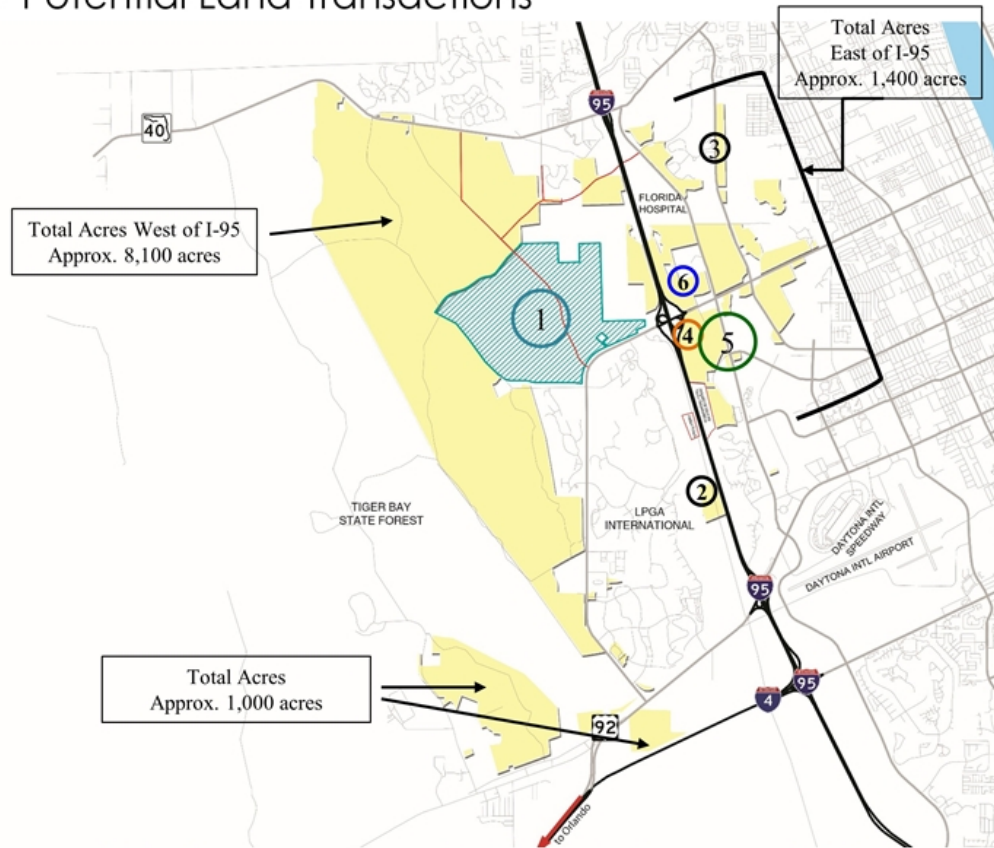 Potential Land Transactions
Total Acres
East of I-95
Approx. 1,400 acres
95
40
3
FLORIDA
HOSPITAL
Total Acres West of I-95
Approx. 8,100 acres
6
1
4
5
2
TIGER BAY
STATE FOREST
LPGA
INTERNATIONAL
DAYTONA INTL
SPEEDWAY
DAYTONA INTL AIRPORT
95
Total Acres
Approx. 1,000 acres
95
4
92
to Orlando